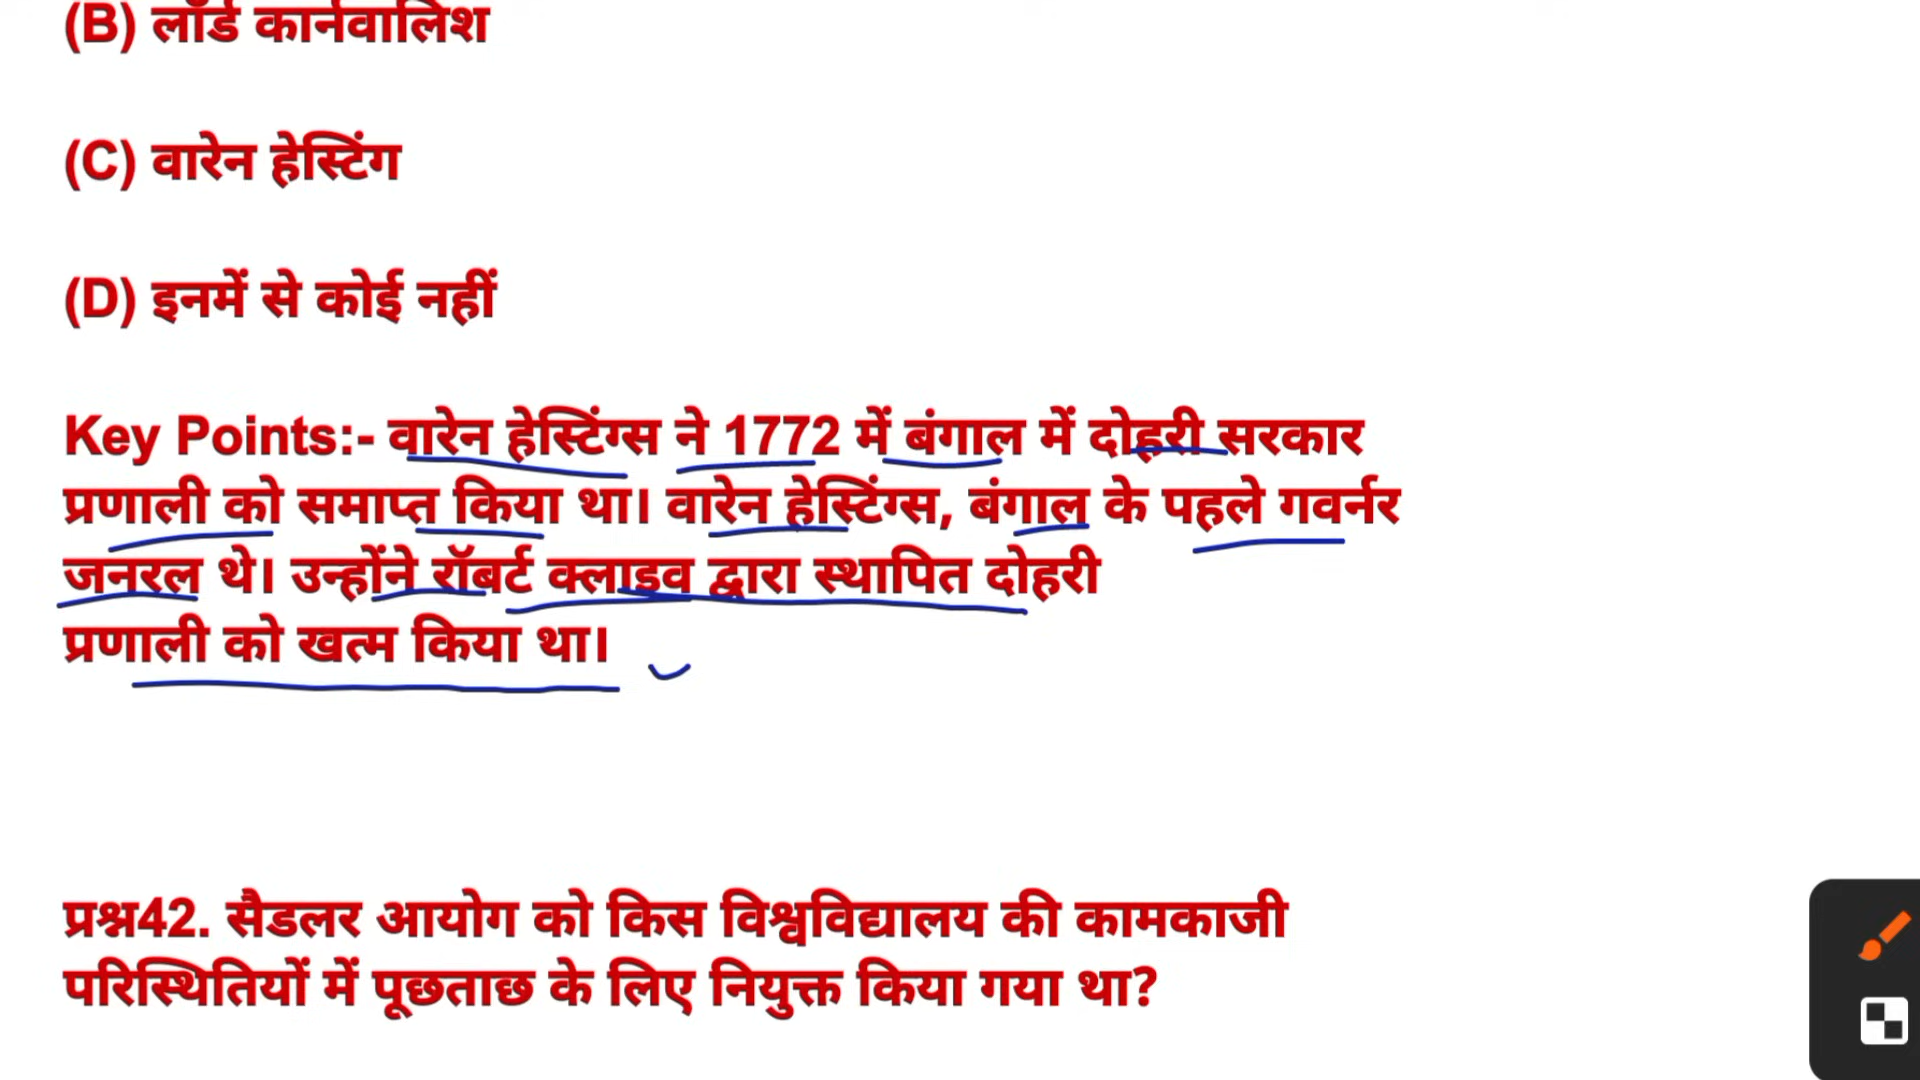 (B) लॉर्ड कार्नवालिश
(C) वारेन हेस्टिंग
(D) इनमें से कोई नहीं
Key Points:- वारेन हेस्टिंग्स ने 1772 में बंगाल में दोहरी सरकार
प्रणाली को समाप्त किया था। वारेन हेस्टिंग्स, बंगाल के पहले गवर्नर
जनरल थे। उन्होंने रॉबर्ट क्लाइव द्वारा स्थापित दोहरी
प्रणाली को खत्म किया था।
प्रश्न42. सैडलर आयोग को किस विश्वविद्यालय की कामकाजी
परिस्थितियों में पूछताछ के लिए नियुक्त किया गया था?